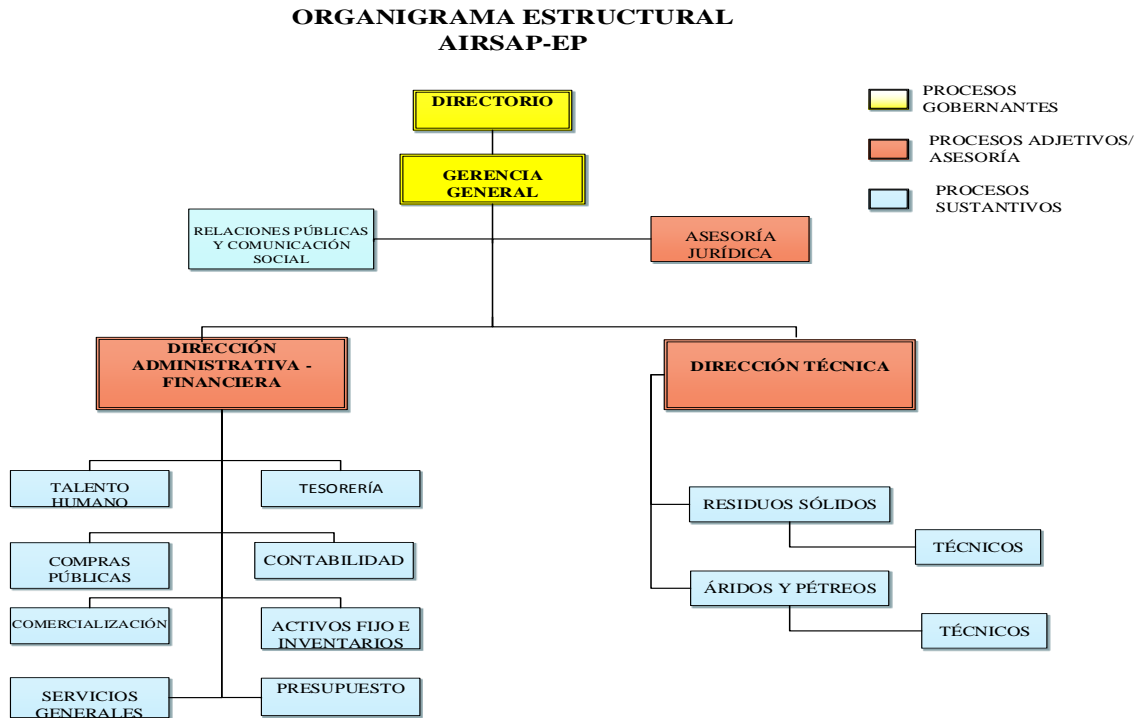 ORGANIGRAMA ESTRUCTURAL
AIRSAP-EP
DIRECTORIO
PROCESOS
GOBERNANTES
PROCESOS ADJETIVOS/
ASESORÍA
PROCESOS
SUSTANTIVOS
GERENCIA
GENERAL
RELACIONES PÚBLICAS
Y COMUNICACIÓN
SOCIAL
ASESORÍA
JURÍDICA
DIRECCIÓN
ADMINISTRATIVA -
FINANCIERA
DIRECCIÓN TÉCNICA
TALENTO
HUMANO
TESORERÍA
COMPRAS
PÚBLICAS
CONTABILIDAD
COMERCIALIZACIÓN
ACTIVOS FIJO E
INVENTARIOS
SERVICIOS
GENERALES
PRESUPUESTO
RESIDUOS SÓLIDOS
TÉCNICOS
ÁRIDOS Y PÉTREOS
TÉCNICOS